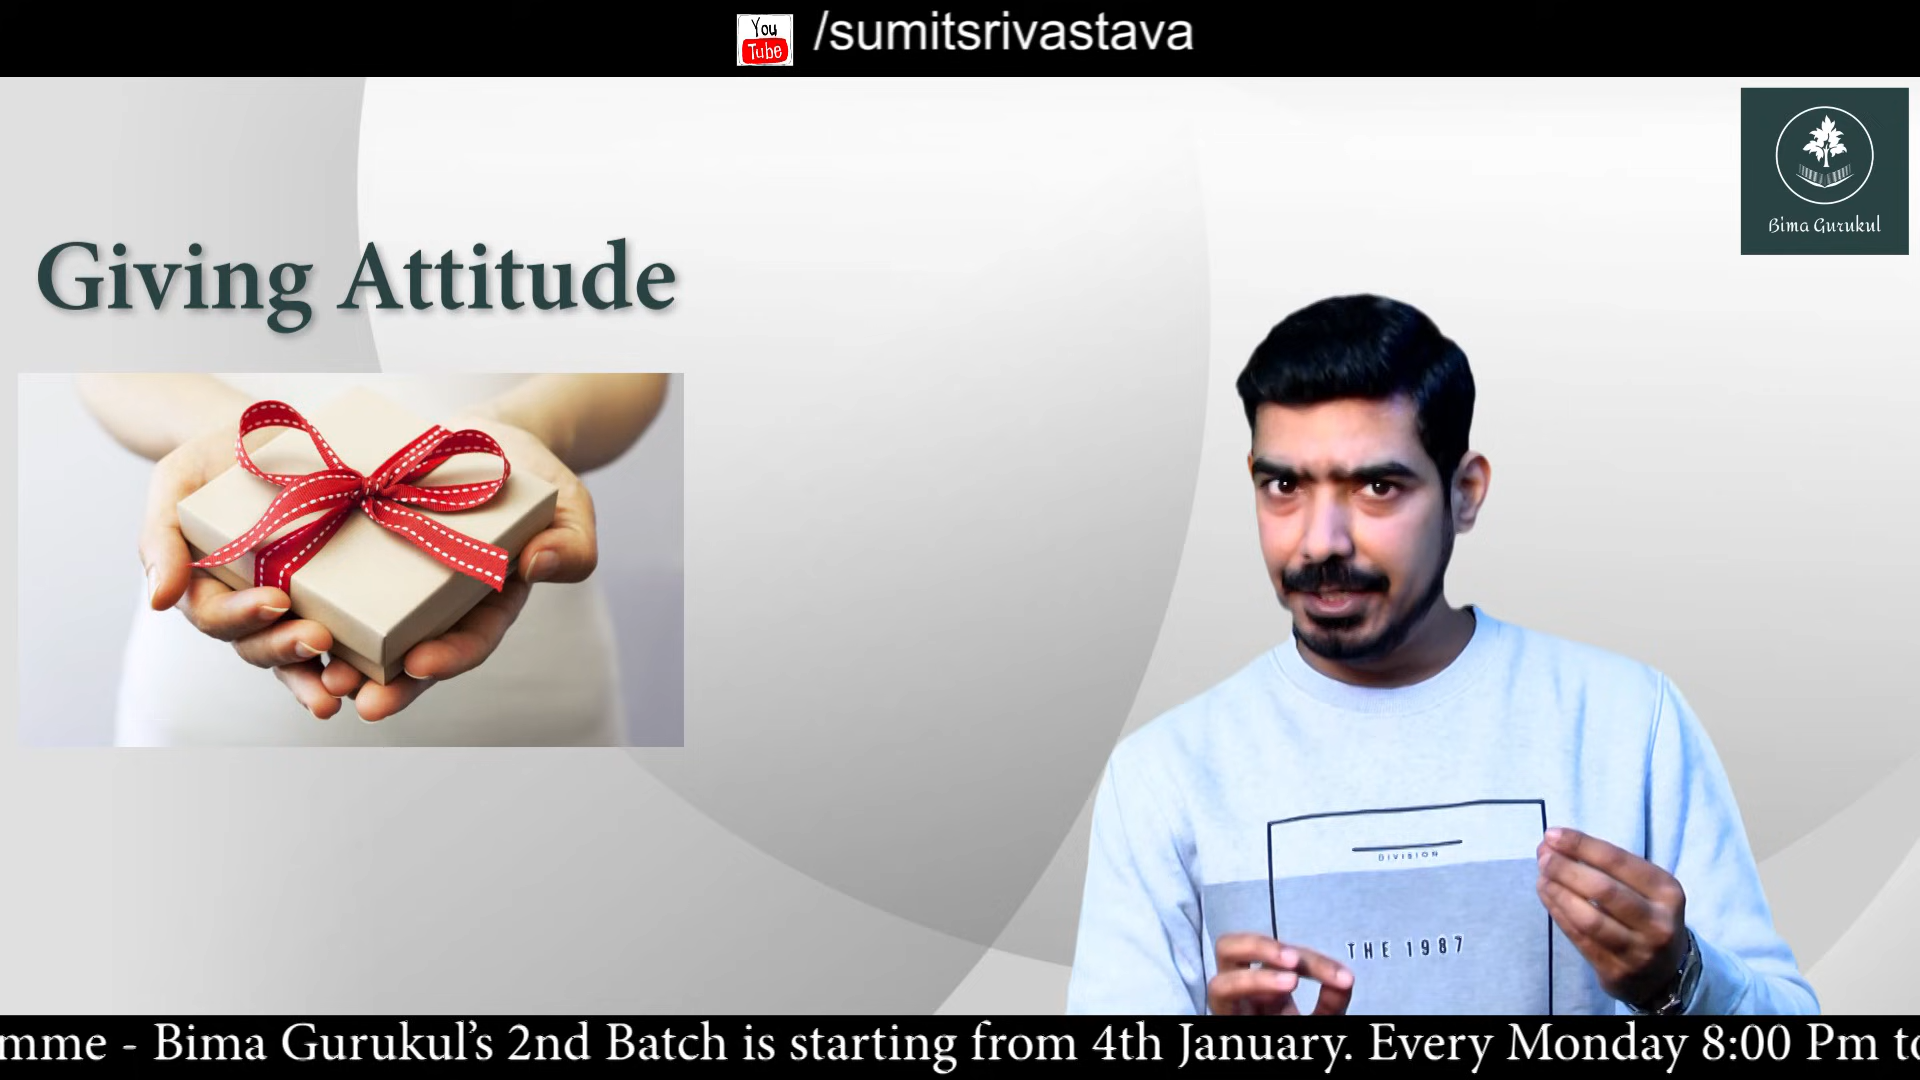 You
Tube
/sumitsrivastava
Bima Gurukul
Giving Attitude
DIVISION
THE 1987
mme - Bima Gurukul’s 2nd Batch is starting from 4th January. Every Monday 8:00 Pm to